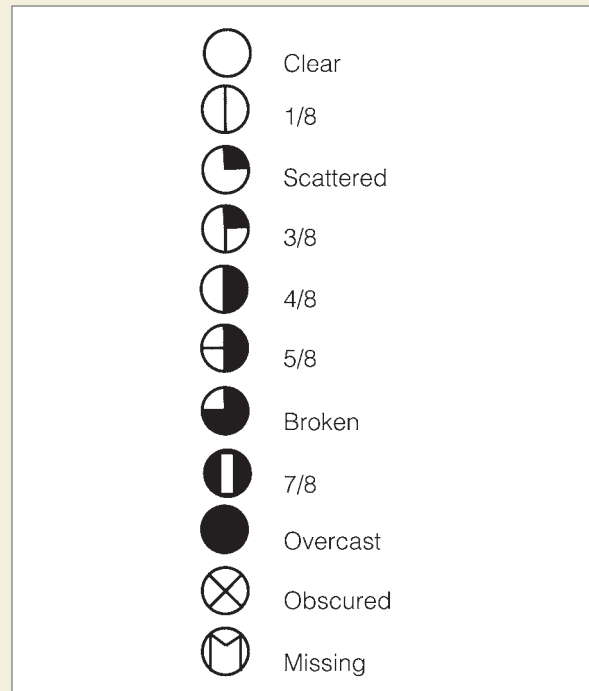 Clear
1/8
Scattered
3/8
4/8
5/8
Broken
7/8
Overcast
Obscured
Missing